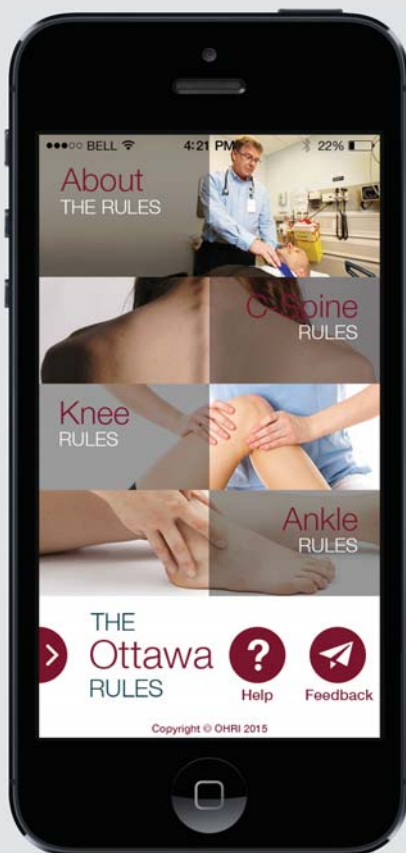 BELL 4:21 PM 22%
About
THE RULES
C-Spine
RULES
Knee
RULES
Ankle
RULES
THE
Ottawa
RULES
?
Help Feedback
Copyright © OHRI 2015